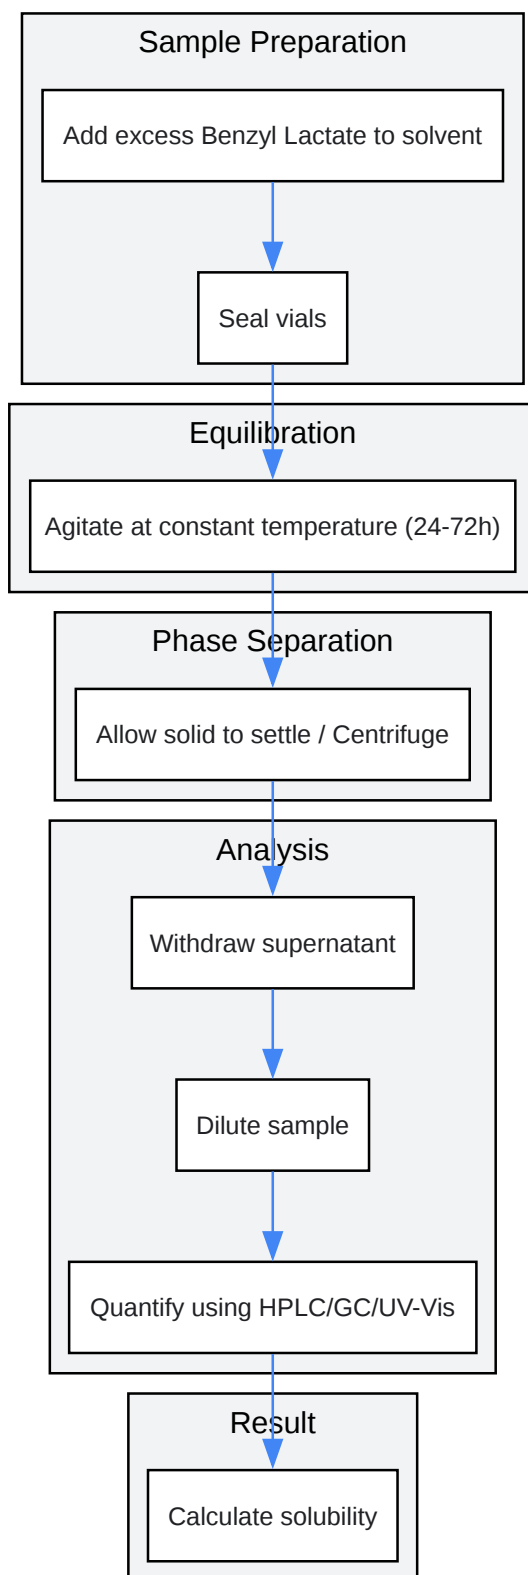 Sample Preparation
Add excess Benzyl Lactate to solvent
Seal vials
Equilibration
Agitate at constant temperature (24-72h)
Phase Separation
Allow solid to settle / Centrifuge
Analysis
Withdraw supernatant
Dilute sample
Quantify using HPLC/GC/UV-Vis
Result
Calculate solubility